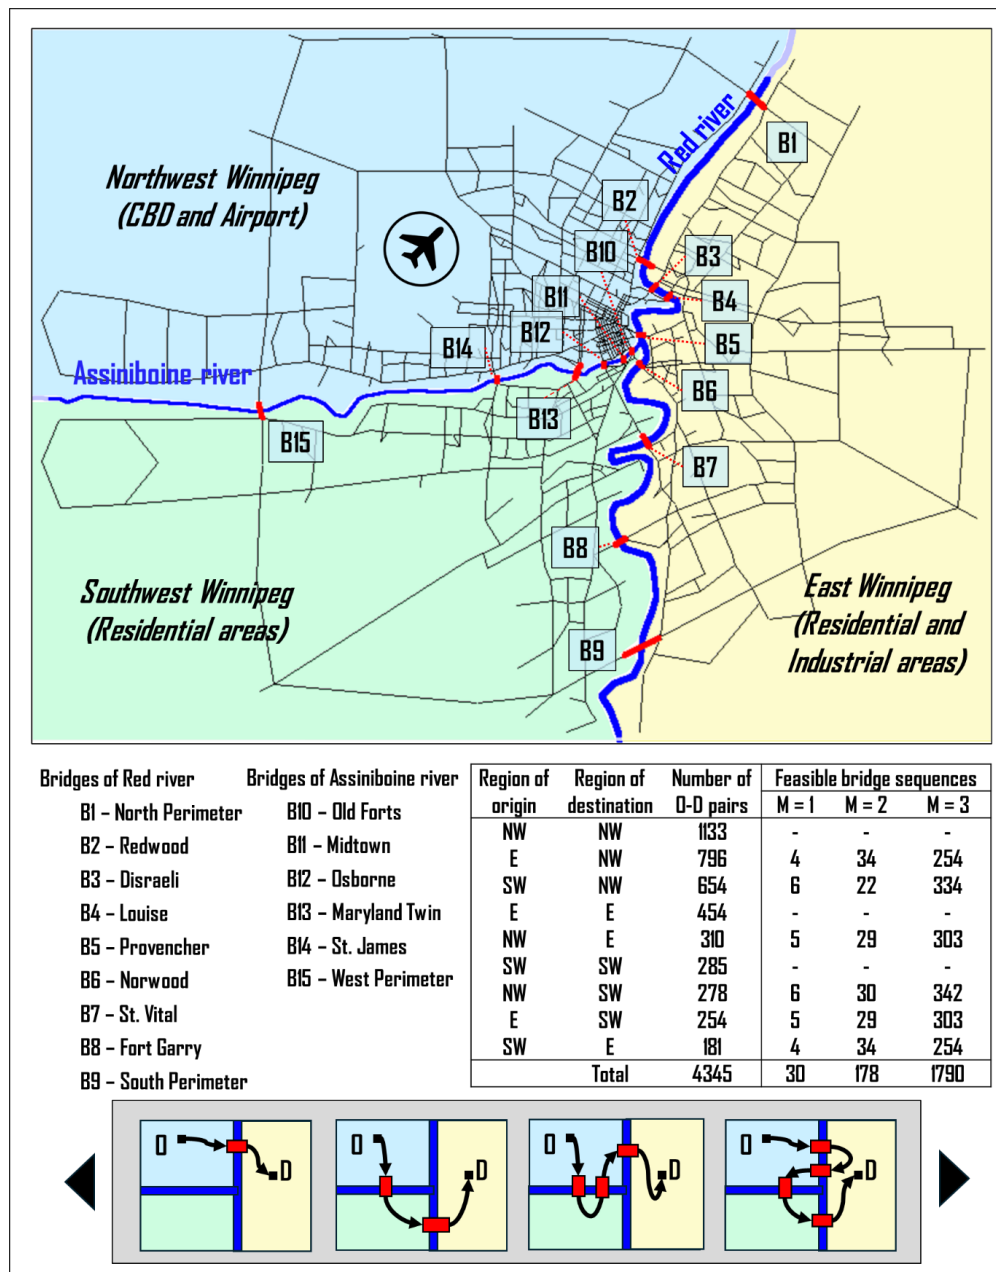 Northwest Winnipeg
(CBD and Airport)
Red river
B1
B2
B10
B3
B11
B4
B12
B14
B5
Assiniboine river
B6
B13
B15
B7
B8
Southwest Winnipeg
(Residential areas)
East Winnipeg
(Residential and
Industrial areas)
B9
Bridges of Red river
B1 – North Perimeter
B2 – Redwood
B3 – Disraeli
B4 – Louise
B5 – Provencher
B6 – Norwood
B7 – St. Vital
B8 – Fort Garry
B9 – South Perimeter
Bridges of Assiniboine river
B10 – Old Forts
B11 – Midtown
B12 – Osborne
B13 – Maryland Twin
B14 – St. James
B15 – West Perimeter
Region of origin Region of destination Number of O-D pairs Feasible bridge sequences
M = 1 M = 2 M = 3
NW NW 1133 - - -
E NW 796 4 34 254
SW NW 654 6 22 334
E E 454 - - -
NW E 310 5 29 303
SW SW 285 - - -
NW SW 278 6 30 342
E SW 254 5 29 303
SW E 181 4 34 254
Total 4345 30 178 1790
O D
O D
O D
O D